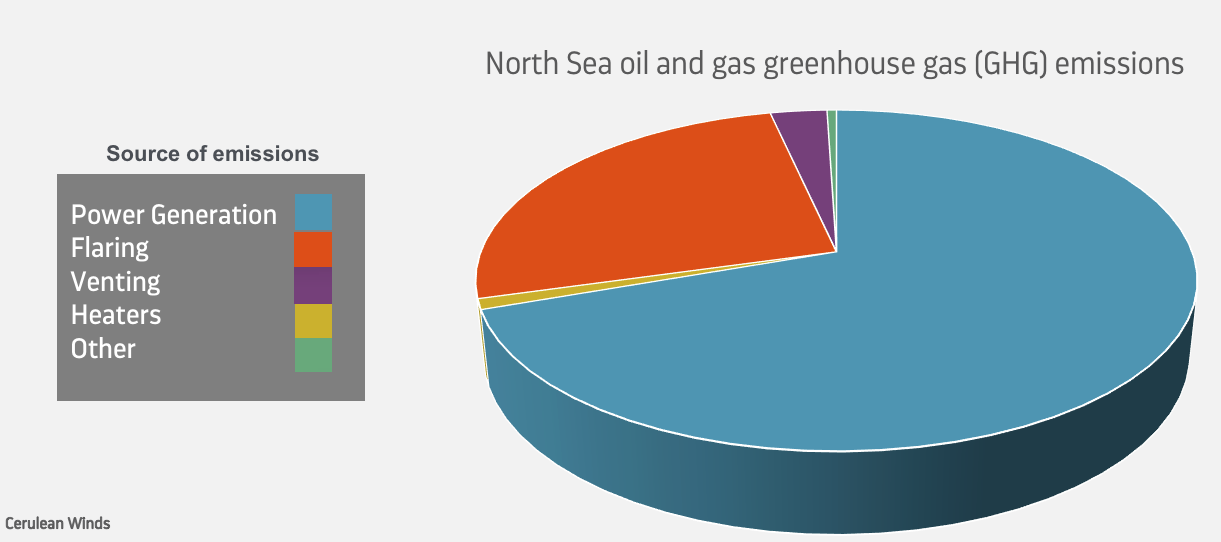 North Sea oil and gas greenhouse gas (GHG) emissions
Source of emissions
Power Generation
Flaring
Venting
Heaters
Other
Cerulean Winds